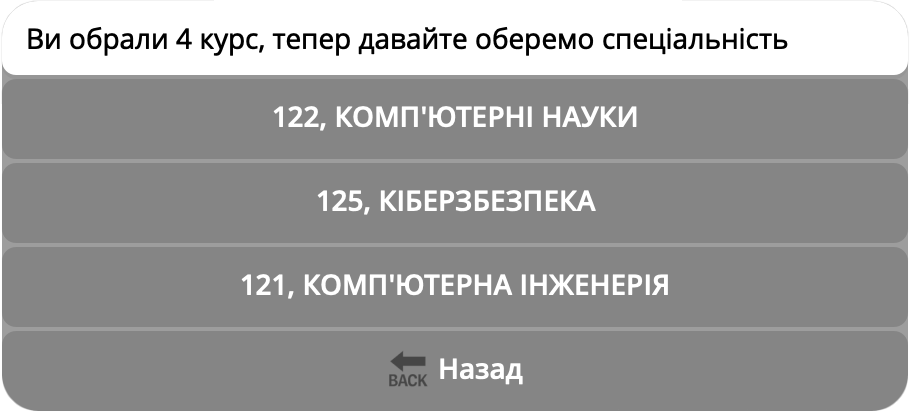 Ви обрали 4 курс, тепер давайте оберемо спеціальність
122, КОМП'ЮТЕРНІ НАУКИ
125, КІБЕРЗБЕЗПЕКА
121, КОМП'ЮТЕРНА ІНЖЕНЕРІЯ
BACK Назад